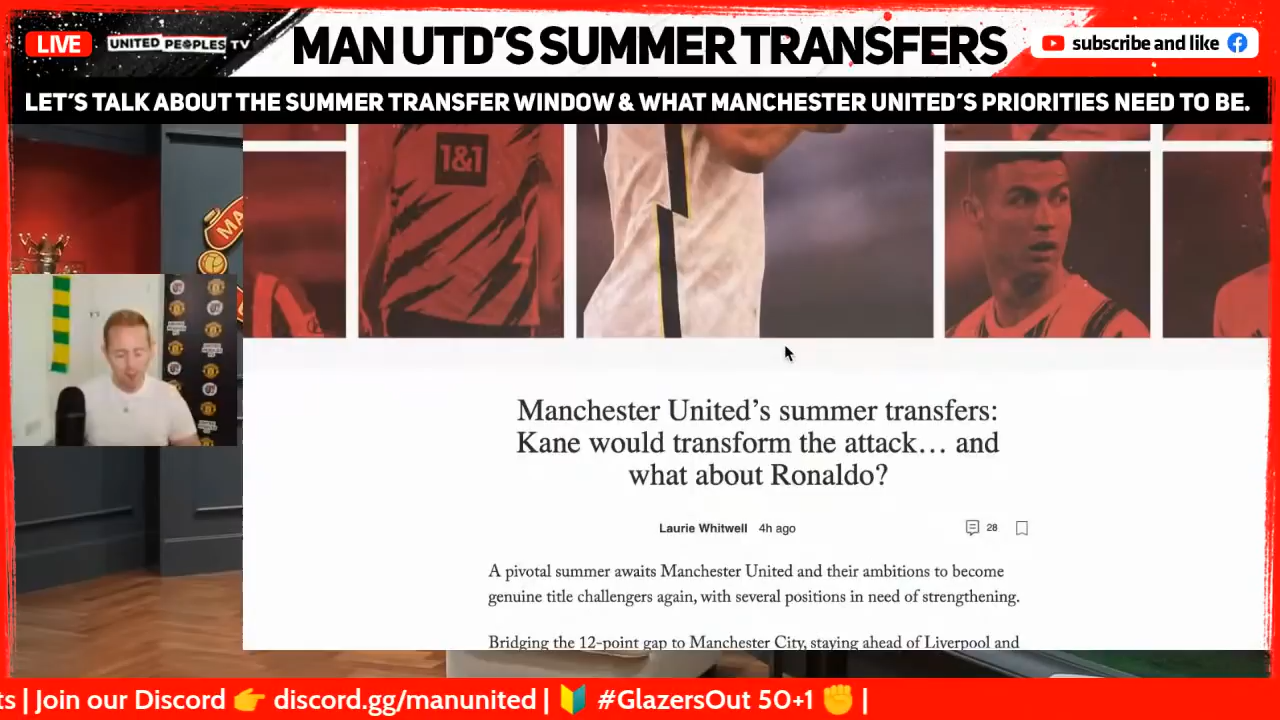 LIVE
UNITED PEOPLES TV
MAN UTD'S SUMMER TRANSFERS
subscribe and like
LET'S TALK ABOUT THE SUMMER TRANSFER WINDOW & WHAT MANCHESTER UNITED'S PRIORITIES NEED TO BE.
1&1
MA
Manchester United's summer transfers:
Kane would transform the attack… and
what about Ronaldo?
Laurie Whitwell 4h ago
28
A pivotal summer awaits Manchester United and their ambitions to become
genuine title challengers again, with several positions in need of strengthening.
Bridging the 12-point gap to Manchester City, staying ahead of Liverpool and
ts | Join our Discord 👉 discord.gg/manunited | 🔰 #GlazersOut 50+1 ✊ |